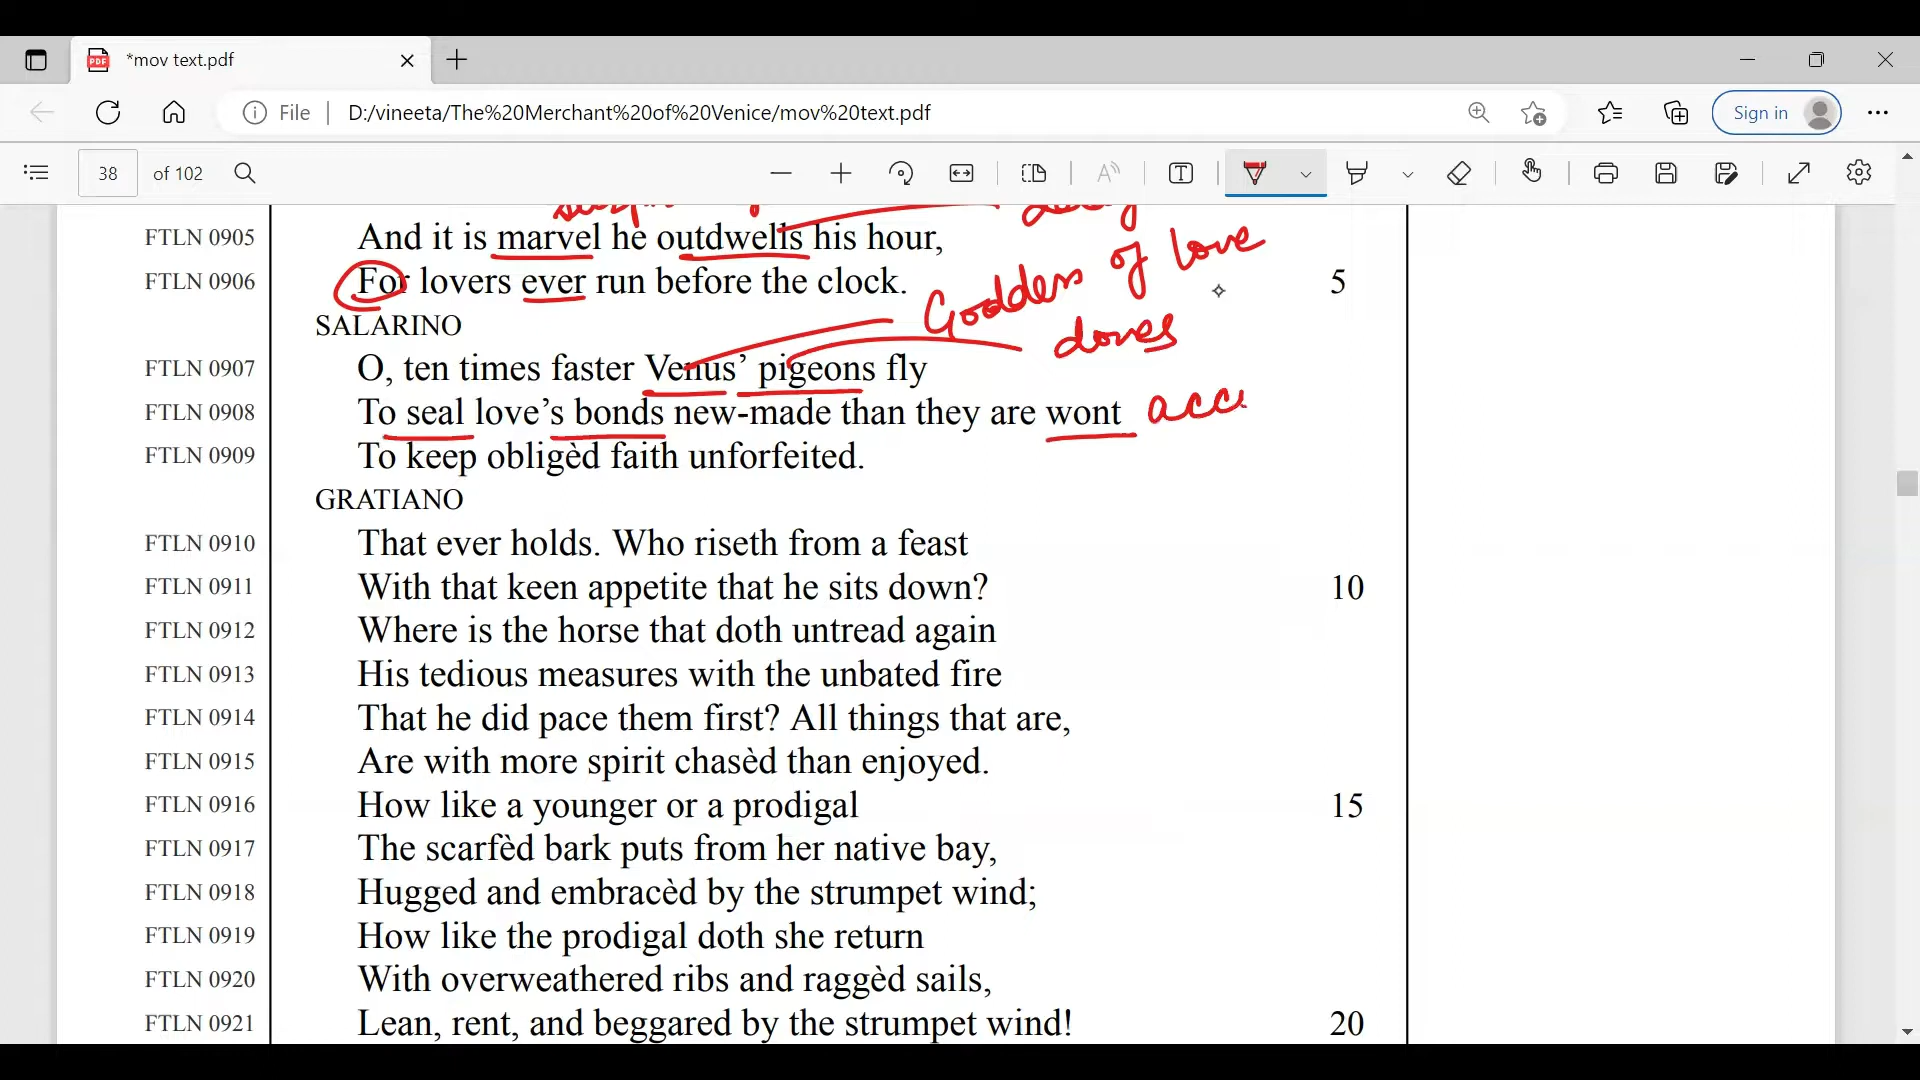 *mov text.pdf
File | D:/vineeta/The%20Merchant%20of%20Venice/mov%20text.pdf
Sign in
38 of 102
FTLN 0905 And it is marvel he outdwells his hour,
Goddess of love
FTLN 0906 For lovers ever run before the clock. 5
SALARINO
doves
FTLN 0907 O, ten times faster Venus’ pigeons fly
FTLN 0908 To seal love’s bonds new-made than they are wont acc
FTLN 0909 To keep obligèd faith unforfeited.
GRATIANO
FTLN 0910 That ever holds. Who riseth from a feast
FTLN 0911 With that keen appetite that he sits down? 10
FTLN 0912 Where is the horse that doth untread again
FTLN 0913 His tedious measures with the unbated fire
FTLN 0914 That he did pace them first? All things that are,
FTLN 0915 Are with more spirit chasèd than enjoyed.
FTLN 0916 How like a younger or a prodigal 15
FTLN 0917 The scarfèd bark puts from her native bay,
FTLN 0918 Hugged and embracèd by the strumpet wind;
FTLN 0919 How like the prodigal doth she return
FTLN 0920 With overweathered ribs and raggèd sails,
FTLN 0921 Lean, rent, and beggared by the strumpet wind! 20